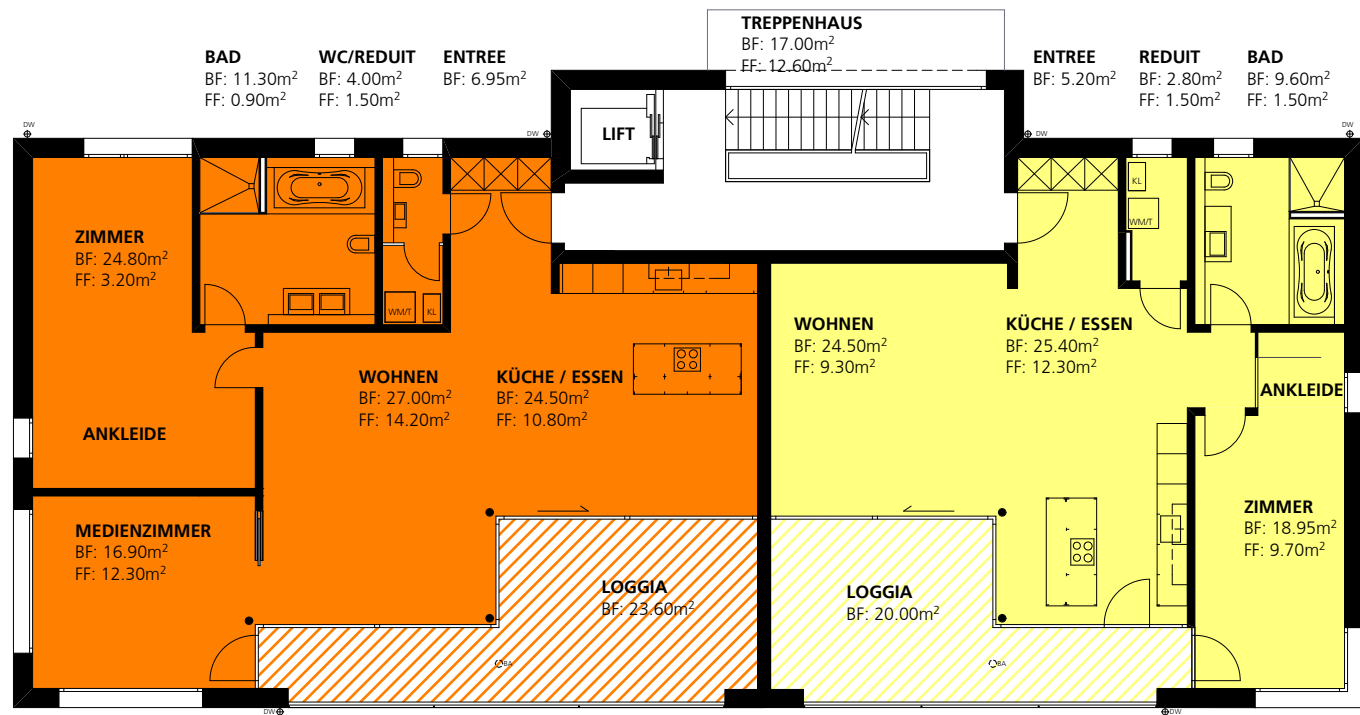 TREPPENHAUS
BF: 17.00m²
FF: 12.60m²
BAD
BF: 11.30m²
FF: 0.90m²
WC/REDUIT
BF: 4.00m²
FF: 1.50m²
ENTREE
BF: 6.95m²
ENTREE
BF: 5.20m²
REDUIT
BF: 2.80m²
FF: 1.50m²
BAD
BF: 9.60m²
FF: 1.50m²
DW
DW
DW
DW
LIFT
KL
WM/T
ZIMMER
BF: 24.80m²
FF: 3.20m²
WM/T
KL
WOHNEN
BF: 27.00m²
FF: 14.20m²
KÜCHE / ESSEN
BF: 24.50m²
FF: 10.80m²
WOHNEN
BF: 24.50m²
FF: 9.30m²
KÜCHE / ESSEN
BF: 25.40m²
FF: 12.30m²
ANKLEIDE
ANKLEIDE
MEDIENZIMMER
BF: 16.90m²
FF: 12.30m²
ZIMMER
BF: 18.95m²
FF: 9.70m²
LOGGIA
BF: 23.60m²
LOGGIA
BF: 20.00m²
BA
BA
DW
DW